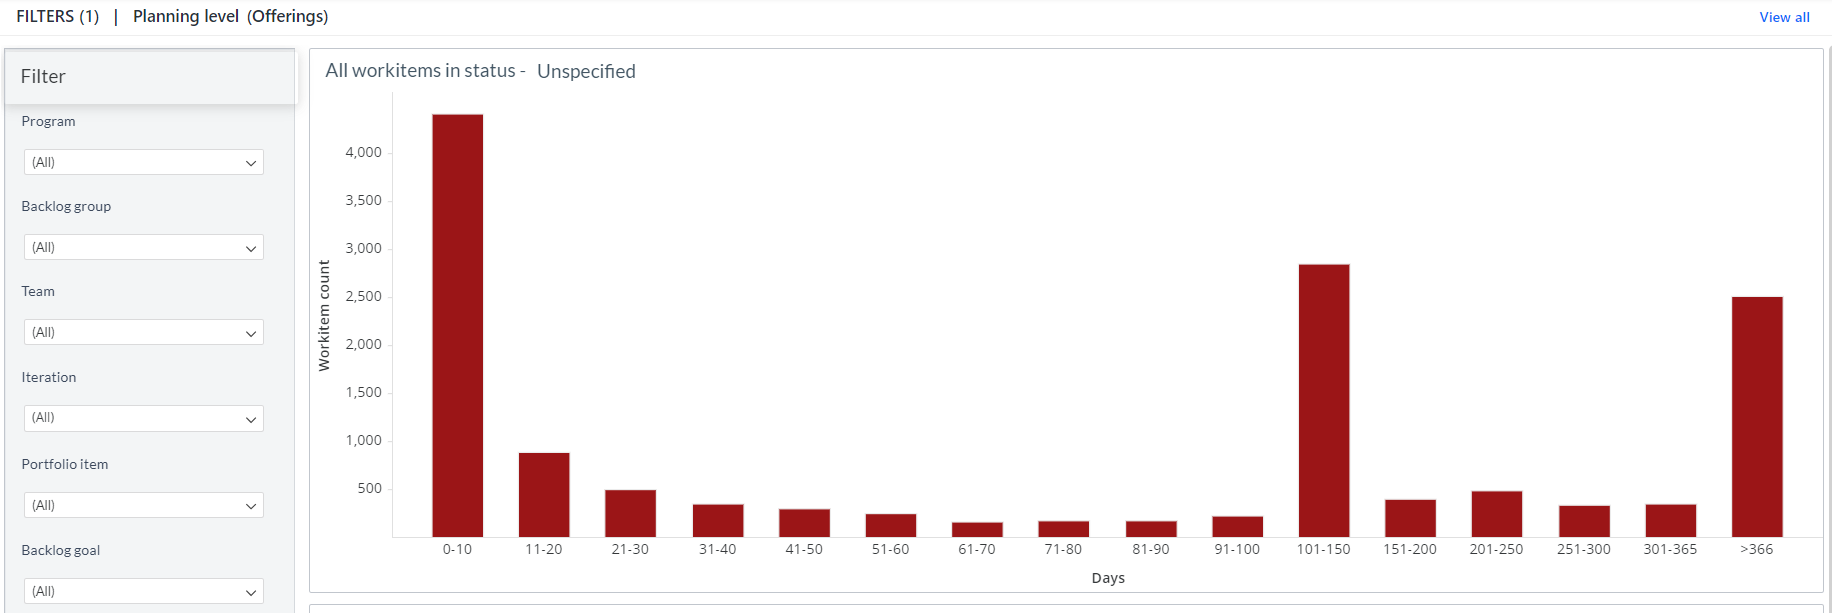 FILTERS (1) | Planning level (Offerings)
View all
Filter
Program
(All)
Backlog group
(All)
Team
(All)
Iteration
(All)
Portfolio item
(All)
Backlog goal
(All)
All workitems in status - Unspecified
Workitem count
4,000
3,500
3,000
2,500
2,000
1,500
1,000
500
0-10 11-20 21-30 31-40 41-50 51-60 61-70 71-80 81-90 91-100 101-150 151-200 201-250 251-300 301-365 >366
Days